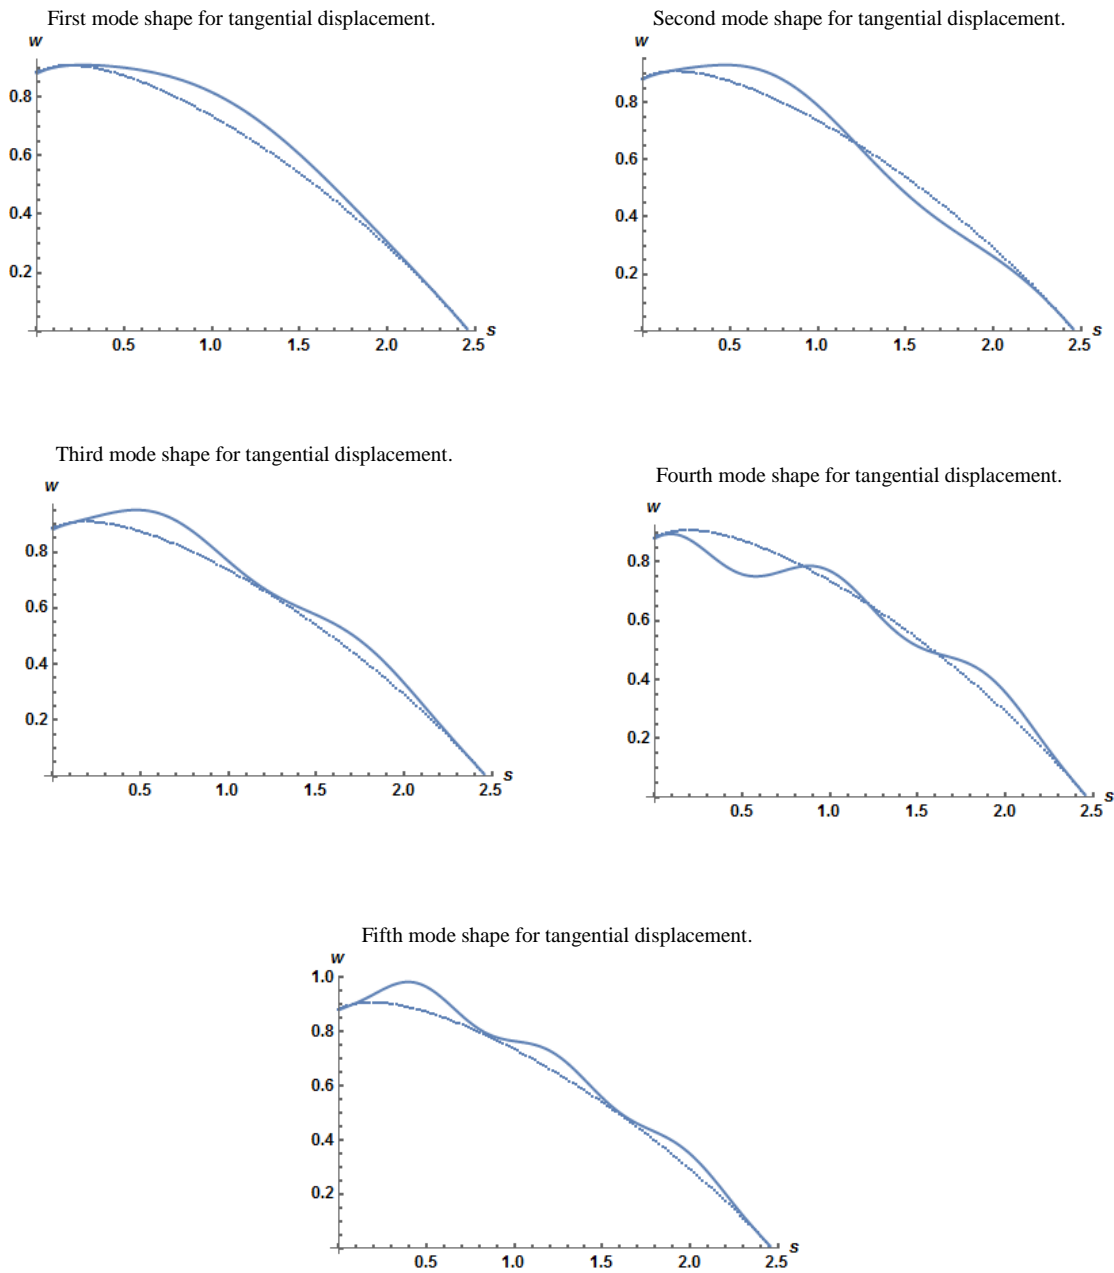 First mode shape for tangential displacement.
w
0.8
0.6
0.4
0.2
0.5 1.0 1.5 2.0 2.5 s
Second mode shape for tangential displacement.
w
0.8
0.6
0.4
0.2
0.5 1.0 1.5 2.0 2.5 s
Third mode shape for tangential displacement.
w
0.8
0.6
0.4
0.2
0.5 1.0 1.5 2.0 2.5 s
Fourth mode shape for tangential displacement.
w
0.8
0.6
0.4
0.2
0.5 1.0 1.5 2.0 2.5 s
Fifth mode shape for tangential displacement.
w
1.0
0.8
0.6
0.4
0.2
0.5 1.0 1.5 2.0 2.5 s